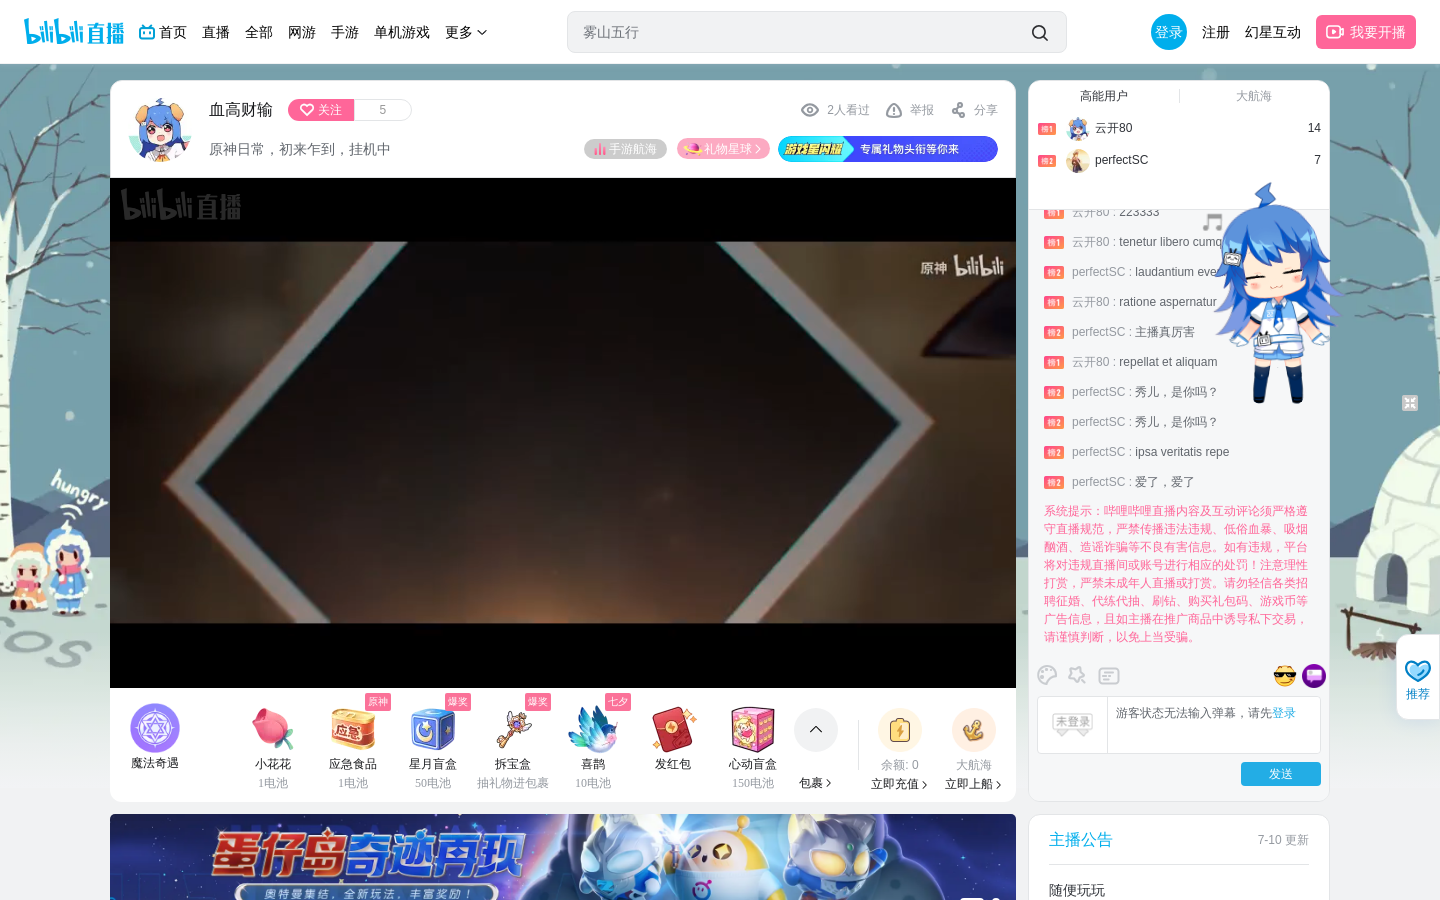 bilibili 直播
首页
直播
全部
网游
手游
单机游戏
更多
雾山五行
登录
注册
幻星互动
我要开播
血高财输
关注
5
2人看过
举报
分享
原神日常，初来乍到，挂机中
手游航海
礼物星球
游戏星闪耀
专属礼物头衔等你来
bilibili 直播
原神 bilibili
高能用户
大航海
榜1
云开80
14
榜2
perfectSC
7
榜1 云开80 : 223333
榜1 云开80 : tenetur libero cumq
榜2 perfectSC : laudantium eve
榜1 云开80 : ratione aspernatur
榜2 perfectSC : 主播真厉害
榜1 云开80 : repellat et aliquam
榜2 perfectSC : 秀儿，是你吗？
榜2 perfectSC : 秀儿，是你吗？
榜2 perfectSC : ipsa veritatis repe
榜2 perfectSC : 爱了，爱了
系统提示：哔哩哔哩直播内容及互动评论须严格遵
守直播规范，严禁传播违法违规、低俗血暴、吸烟
酗酒、造谣诈骗等不良有害信息。如有违规，平台
将对违规直播间或账号进行相应的处罚！注意理性
打赏，严禁未成年人直播或打赏。请勿轻信各类招
聘征婚、代练代抽、刷钻、购买礼包码、游戏币等
广告信息，且如主播在推广商品中诱导私下交易，
请谨慎判断，以免上当受骗。
未登录
游客状态无法输入弹幕，请先登录
发送
hungry
SOS
推荐
魔法奇遇
小花花
1电池
原神
应急
应急食品
1电池
爆奖
星月盲盒
50电池
爆奖
拆宝盒
抽礼物进包裹
七夕
喜鹊
10电池
发红包
心动盲盒
150电池
包裹
余额: 0
立即充值
大航海
立即上船
蛋仔岛奇迹再现
奥特曼集结，全新玩法，丰富奖励！
主播公告
7-10 更新
随便玩玩